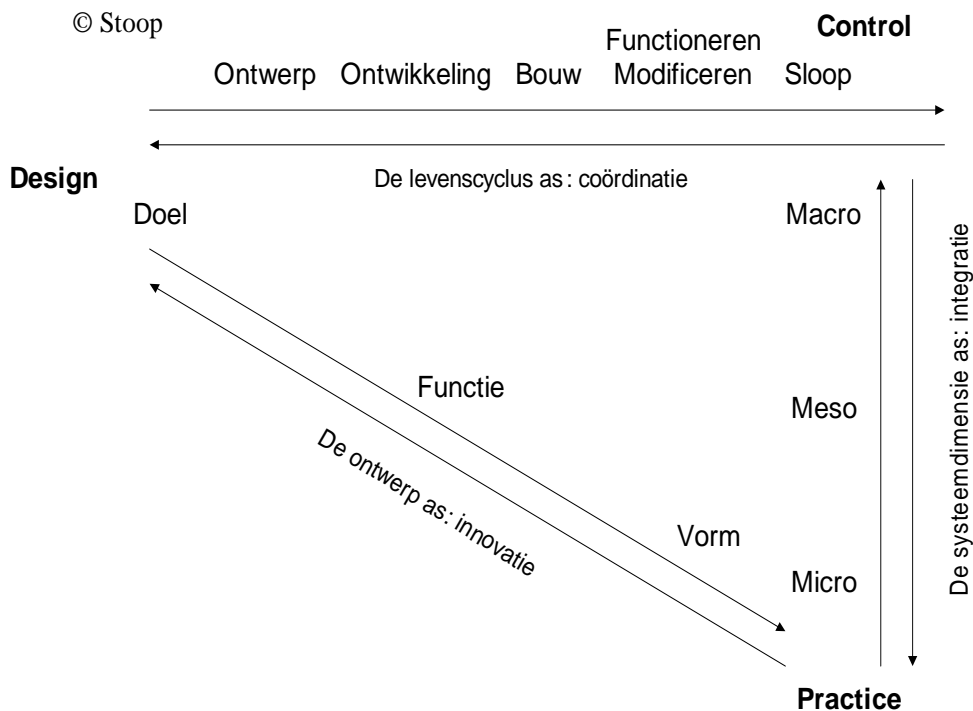 © Stoop
Control
Functioneren
Ontwerp Ontwikkeling Bouw Modificeren Sloop
Design
De levenscyclus as: coördinatie
Doel
Macro
De systeemdimensie as: integratie
Functie
Meso
De ontwerp as: innovatie
Vorm
Micro
Practice